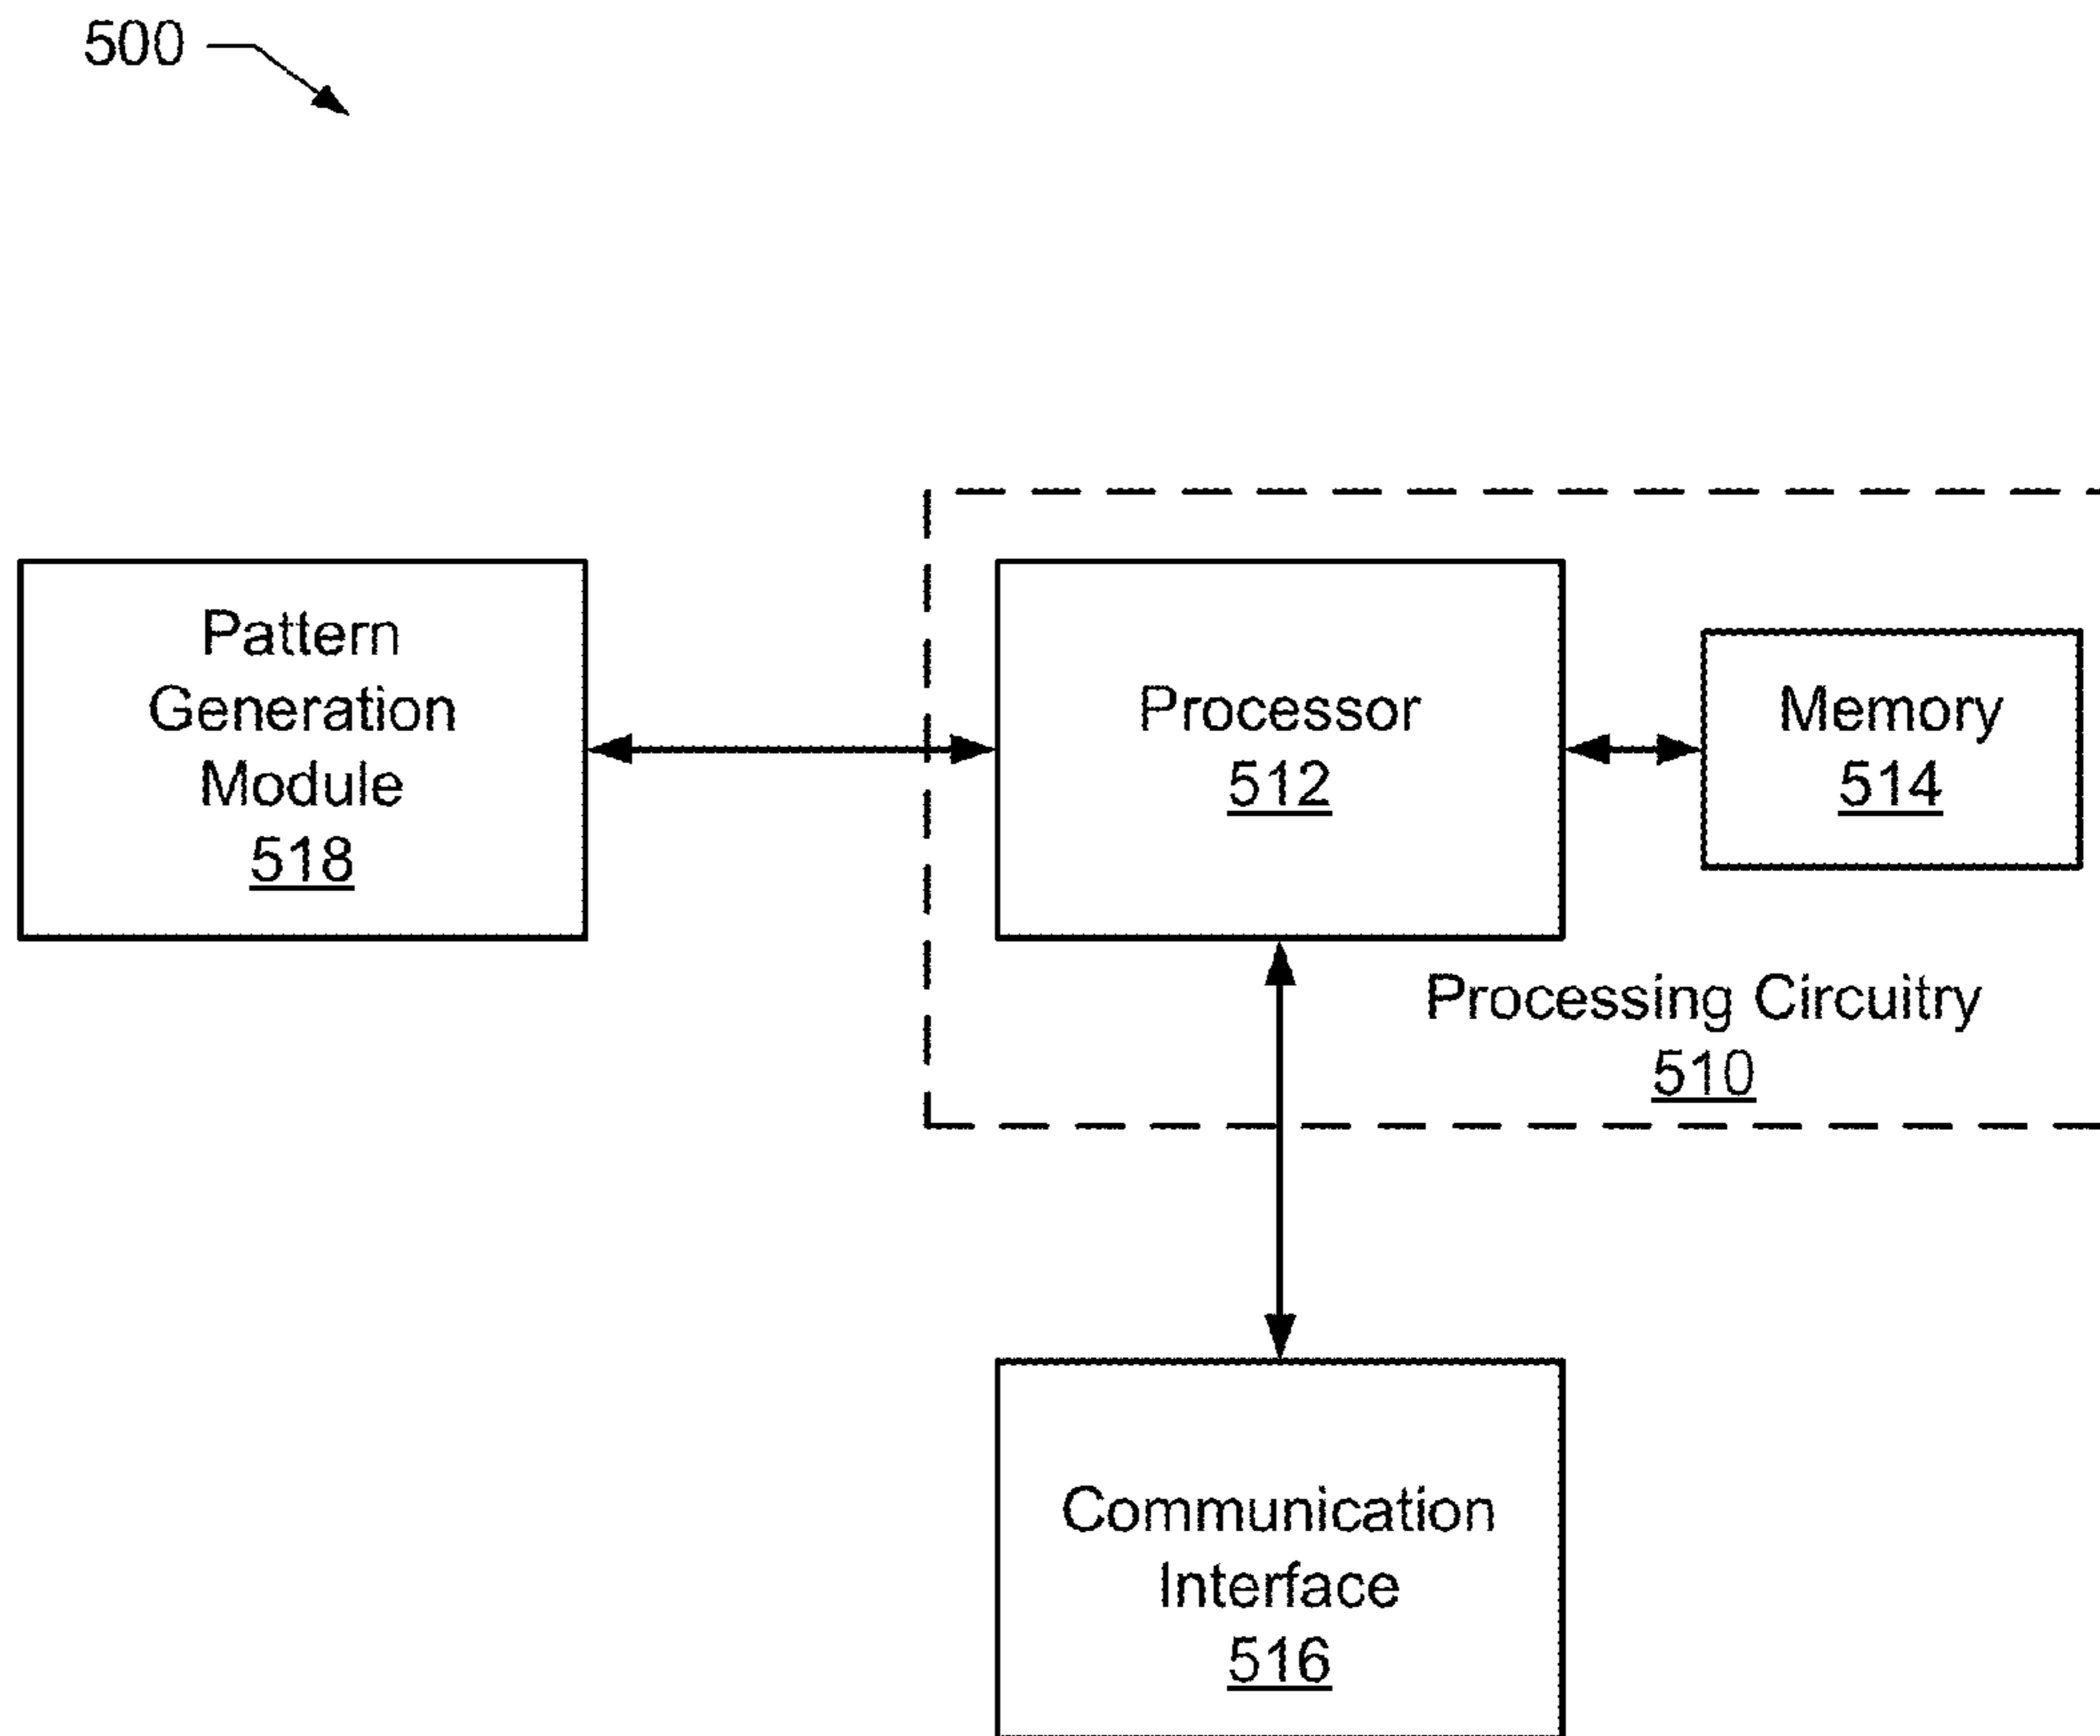 500
Pattern
Generation
Module
518
Processor
512
Memory
514
Processing Circuitry
510
Communication
Interface
516